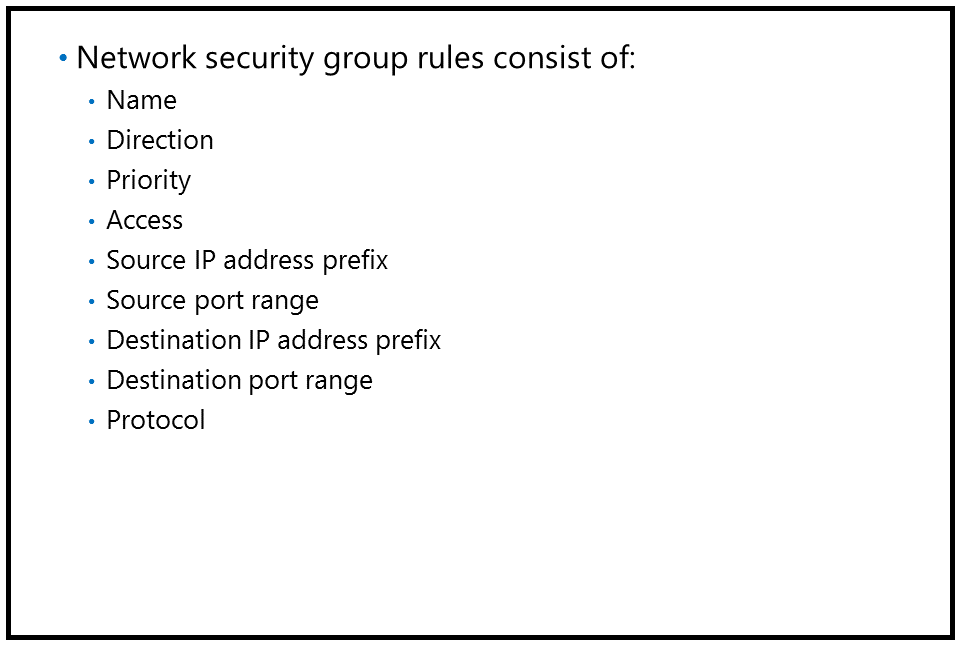 • Network security group rules consist of:
• Name
• Direction
• Priority
• Access
• Source IP address prefix
• Source port range
• Destination IP address prefix
• Destination port range
• Protocol